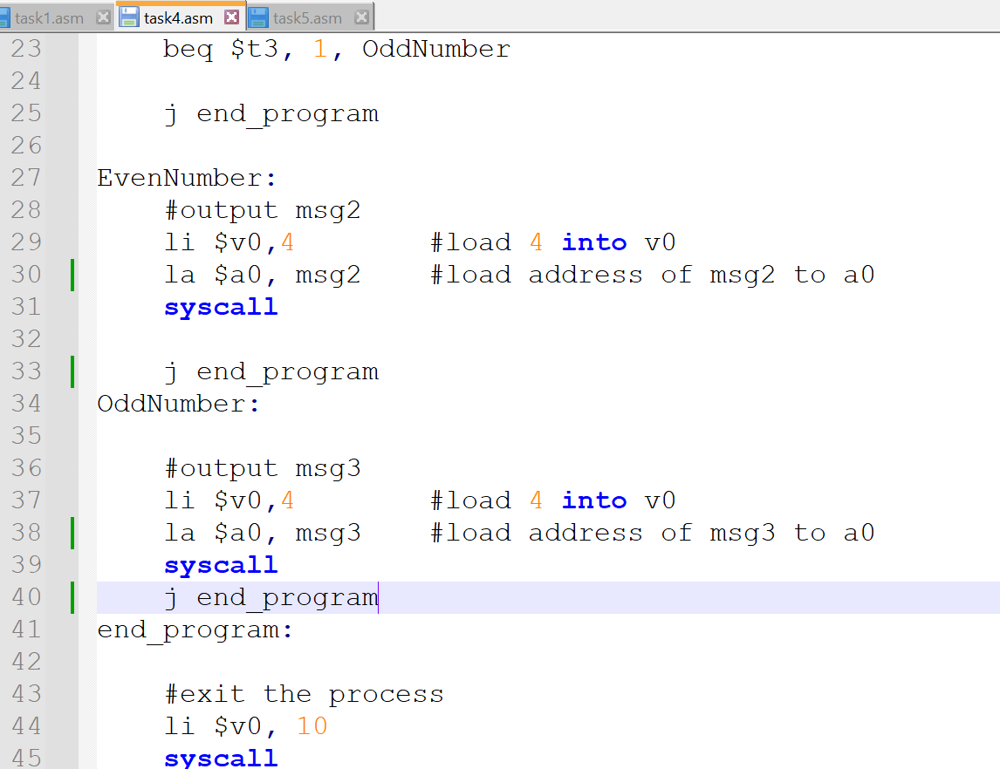 task1.asm task4.asm task5.asm
23 beq $t3, 1, OddNumber
24
25 j end_program
26
27 EvenNumber:
28 #output msg2
29 li $v0,4 #load 4 into v0
30 la $a0, msg2 #load address of msg2 to a0
31 syscall
32
33 j end_program
34 OddNumber:
35
36 #output msg3
37 li $v0,4 #load 4 into v0
38 la $a0, msg3 #load address of msg3 to a0
39 syscall
40 j end_program
41 end_program:
42
43 #exit the process
44 li $v0, 10
45 syscall